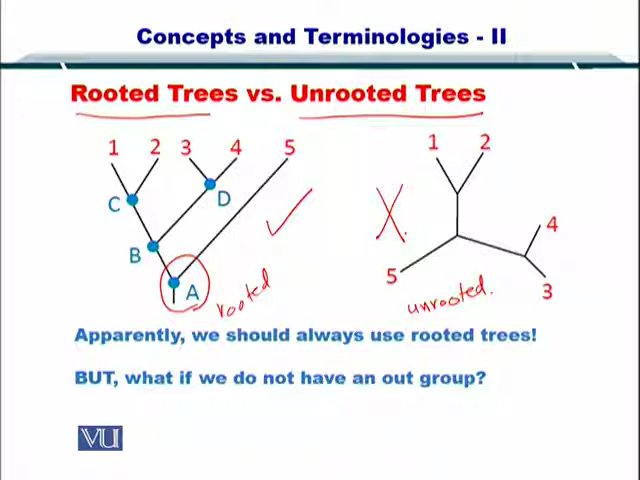 Concepts and Terminologies - II
Rooted Trees vs. Unrooted Trees
1 2 3 4 5
C
D
B
A
rooted
1 2
4
5
3
X.
unrooted.
Apparently, we should always use rooted trees!
BUT, what if we do not have an out group?
VU